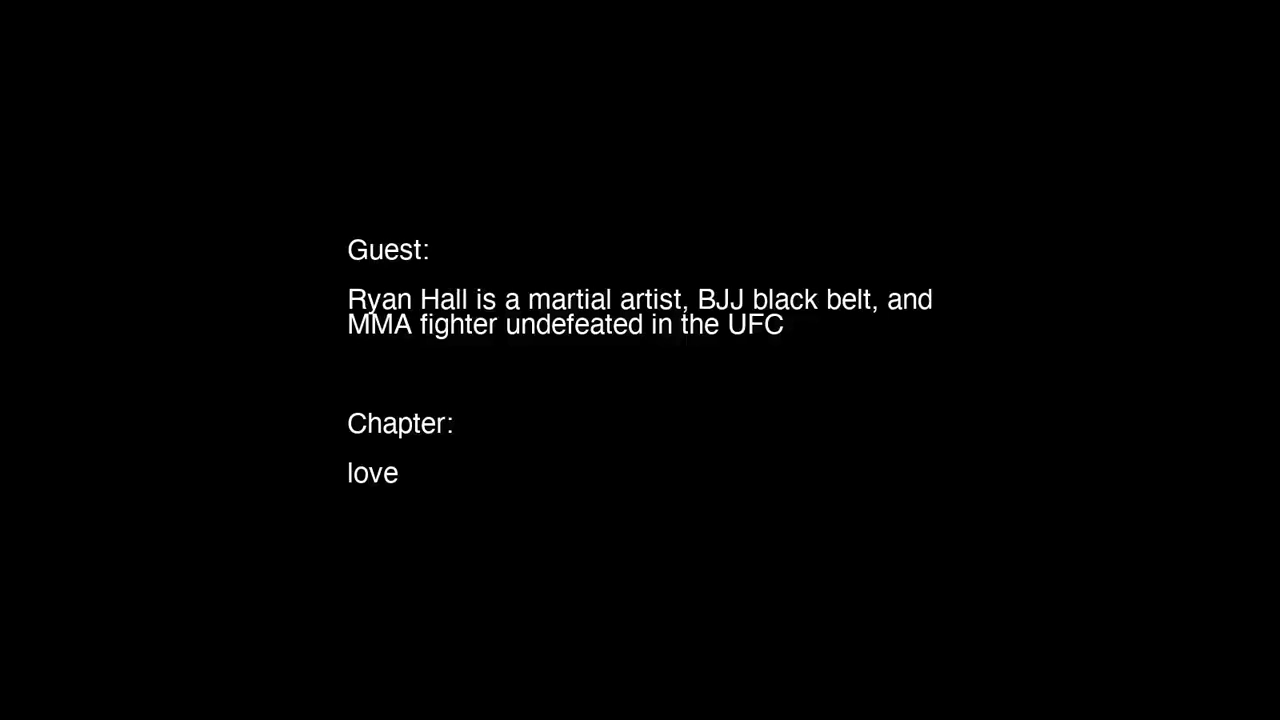 Guest:
Ryan Hall is a martial artist, BJJ black belt, and
MMA fighter undefeated in the UFC
Chapter:
love